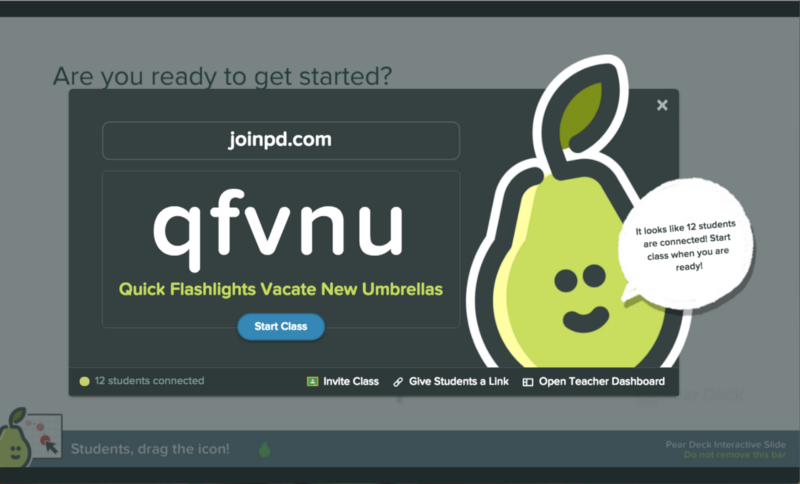 Are you ready to get started?
joinpd.com
qfvnu
Quick Flashlights Vacate New Umbrellas
Start Class
It looks like 12 students
are connected! Start
class when you are
ready!
12 students connected
Invite Class
Give Students a Link
Open Teacher Dashboard
Students, drag the icon!
Pear Deck Interactive Slide
Do not remove this bar